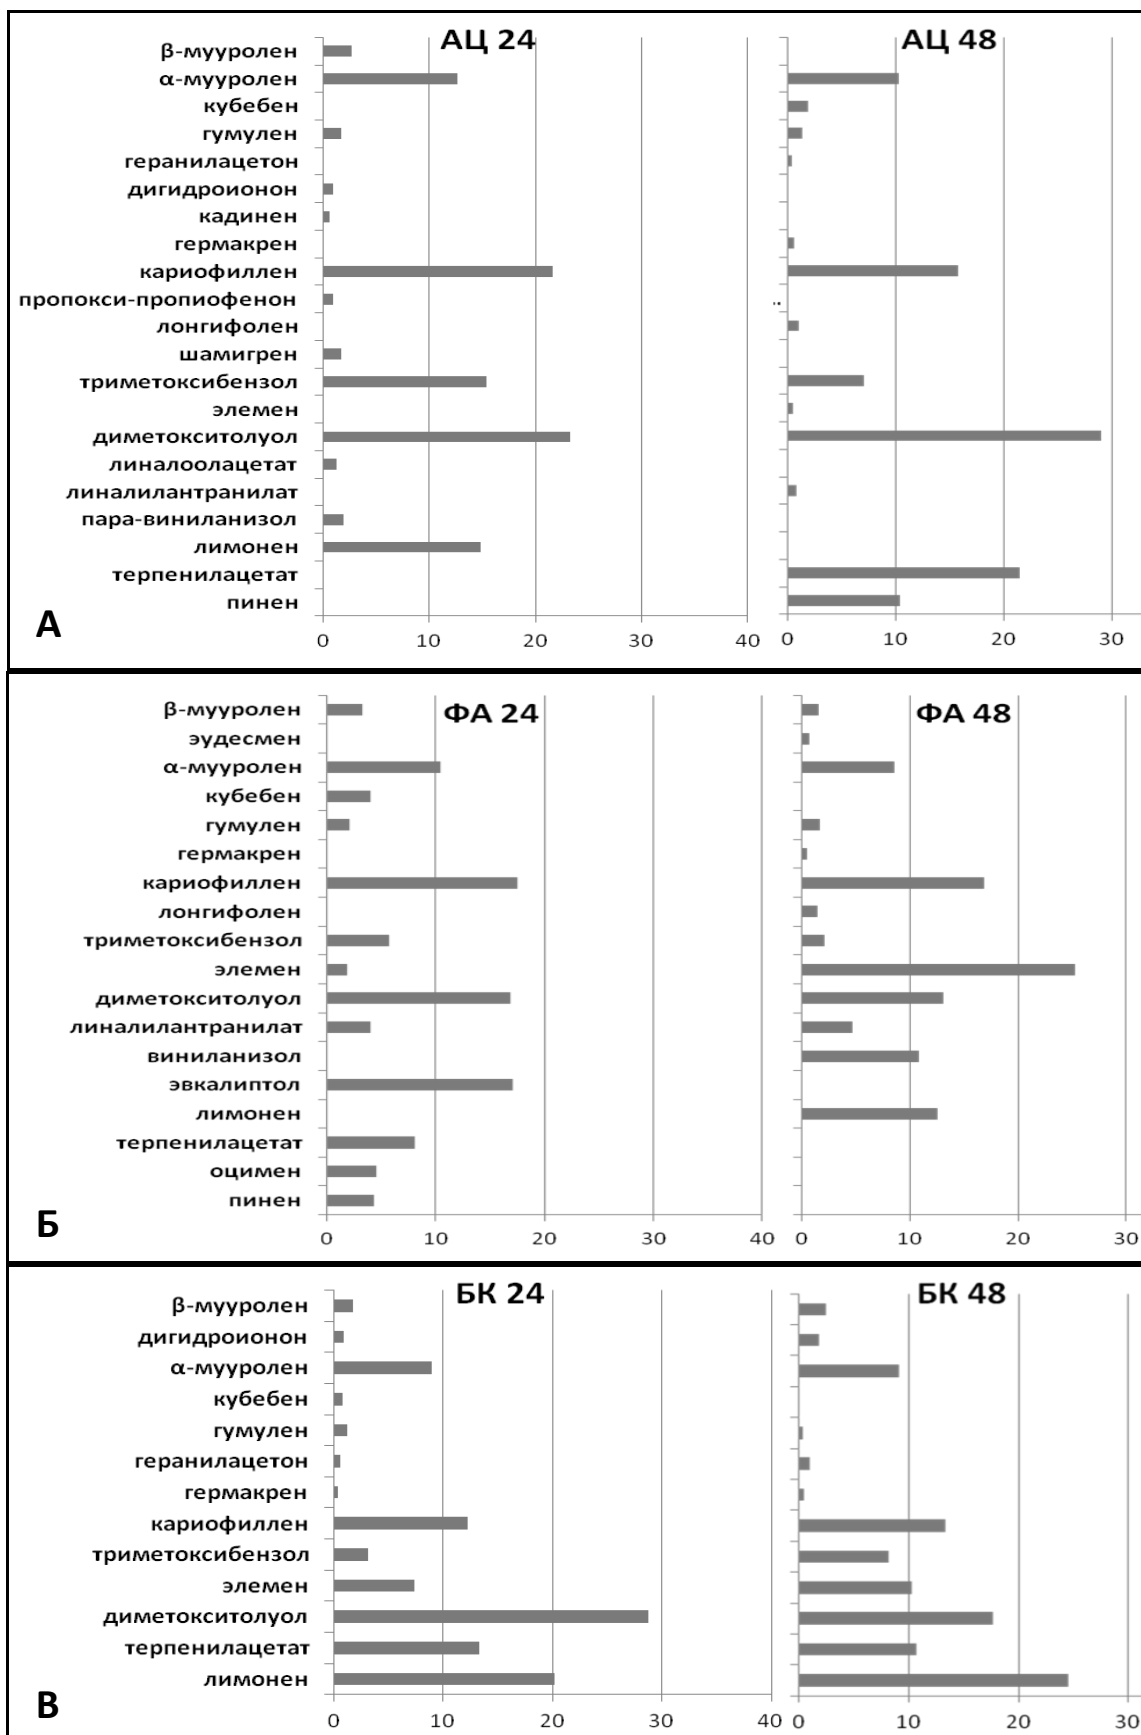 АЦ 24 АЦ 48
β-мууролен
α-мууролен
кубебен
гумулен
геранилацетон
дигидроионон
кадинен
гермакрен
кариофиллен
пропокси-пропиофенон
лонгифолен
шамигрен
триметоксибензол
элемен
диметокситолуол
линалоолацетат
линалилантранилат
пара-виниланизол
лимонен
терпенилацетат
пинен
А
0 10 20 30 40 0 10 20 30
ФА 24 ФА 48
β-мууролен
эудесмен
α-мууролен
кубебен
гумулен
гермакрен
кариофиллен
лонгифолен
триметоксибензол
элемен
диметокситолуол
линалилантранилат
виниланизол
эвкалиптол
лимонен
терпенилацетат
оцимен
пинен
Б
0 10 20 30 40 0 10 20 30
БК 24 БК 48
β-мууролен
дигидроионон
α-мууролен
кубебен
гумулен
геранилацетон
гермакрен
кариофиллен
триметоксибензол
элемен
диметокситолуол
терпенилацетат
лимонен
В
0 10 20 30 40 0 10 20 30